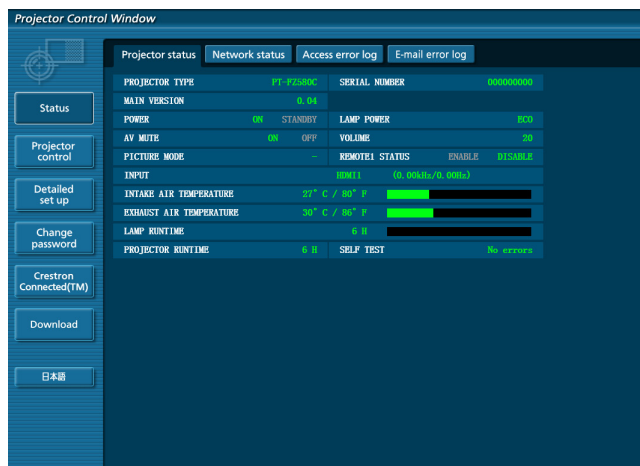 Projector Control Window
Projector status Network status Access error log E-mail error log
Status
Projector control
Detailed set up
Change password
Crestron Connected(TM)
Download
日本語
PROJECTOR TYPE PT-FZ580C SERIAL NUMBER 000000000
MAIN VERSION 0.04
POWER ON STANDBY LAMP POWER ECO
AV MUTE ON OFF VOLUME 20
PICTURE MODE – REMOTE1 STATUS ENABLE DISABLE
INPUT HDMI1 (0.00kHz/0.00Hz)
INTAKE AIR TEMPERATURE 27° C / 80° F
EXHAUST AIR TEMPERATURE 30° C / 86° F
LAMP RUNTIME 6 H
PROJECTOR RUNTIME 6 H SELF TEST No errors